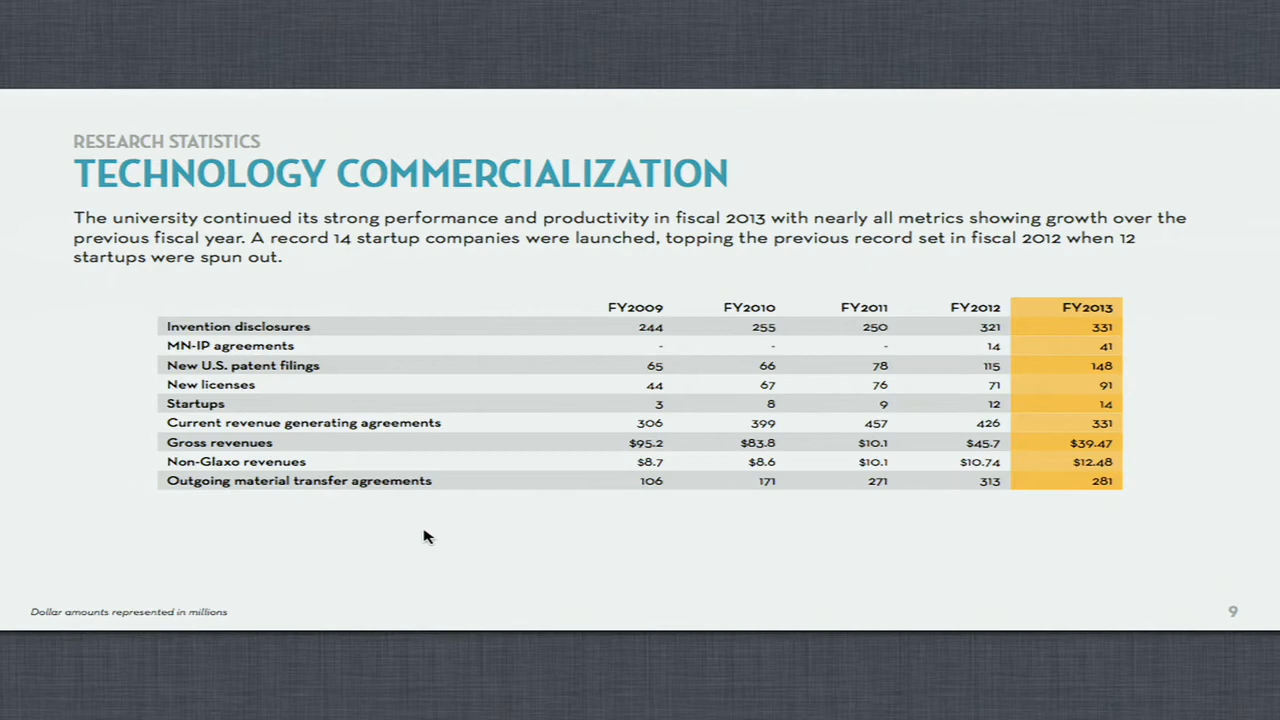 RESEARCH STATISTICS
TECHNOLOGY COMMERCIALIZATION
The university continued its strong performance and productivity in fiscal 2013 with nearly all metrics showing growth over the
previous fiscal year. A record 14 startup companies were launched, topping the previous record set in fiscal 2012 when 12
startups were spun out.
FY2009 FY2010 FY2011 FY2012 FY2013
Invention disclosures 244 255 250 321 331
MN-IP agreements - - - 14 41
New U.S. patent filings 65 66 78 115 148
New licenses 44 67 76 71 91
Startups 3 8 9 12 14
Current revenue generating agreements 306 399 457 426 331
Gross revenues $95.2 $83.8 $10.1 $45.7 $39.47
Non-Glaxo revenues $8.7 $8.6 $10.1 $10.74 $12.48
Outgoing material transfer agreements 106 171 271 313 281
Dollar amounts represented in millions
9